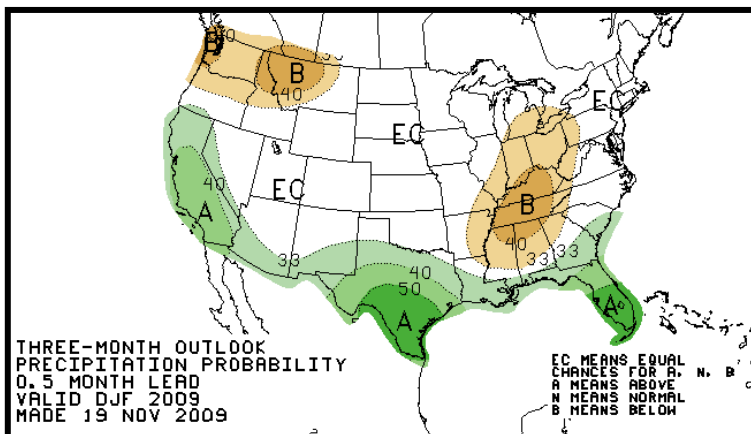 B
B
40
EC
EC
40
A
EC
B
40
33
33
33
40
50
A
A
THREE-MONTH OUTLOOK
PRECIPITATION PROBABILITY
0.5 MONTH LEAD
VALID DJF 2009
MADE 19 NOV 2009
EC MEANS EQUAL
CHANCES FOR A, N, B
A MEANS ABOVE
N MEANS NORMAL
B MEANS BELOW